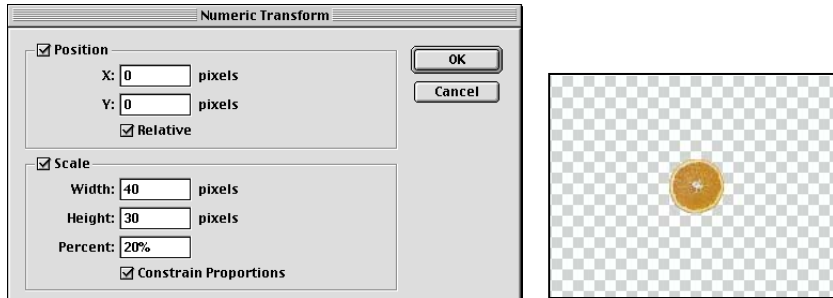 Numeric Transform
Position
X: 0 pixels
Y: 0 pixels
Relative
Scale
Width: 40 pixels
Height: 30 pixels
Percent: 20%
Constrain Proportions
OK
Cancel